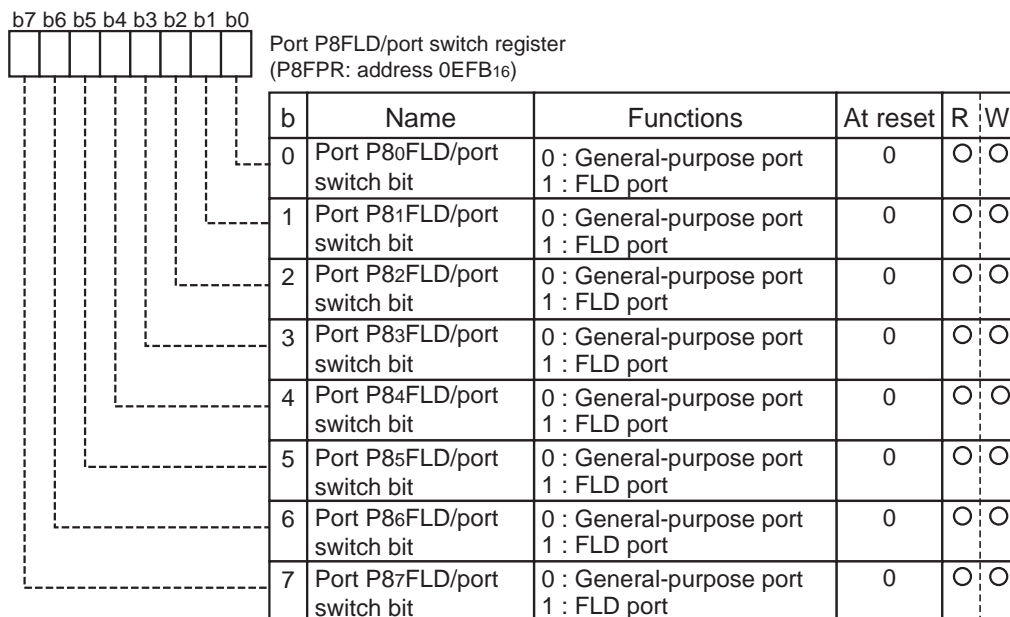 b7 b6 b5 b4 b3 b2 b1 b0
Port P8FLD/port switch register
(P8FPR: address 0EFB16)
b Name Functions At reset R W
0 Port P80FLD/port switch bit 0 : General-purpose port 0 O O
1 : FLD port
1 Port P81FLD/port switch bit 0 : General-purpose port 0 O O
1 : FLD port
2 Port P82FLD/port switch bit 0 : General-purpose port 0 O O
1 : FLD port
3 Port P83FLD/port switch bit 0 : General-purpose port 0 O O
1 : FLD port
4 Port P84FLD/port switch bit 0 : General-purpose port 0 O O
1 : FLD port
5 Port P85FLD/port switch bit 0 : General-purpose port 0 O O
1 : FLD port
6 Port P86FLD/port switch bit 0 : General-purpose port 0 O O
1 : FLD port
7 Port P87FLD/port switch bit 0 : General-purpose port 0 O O
1 : FLD port